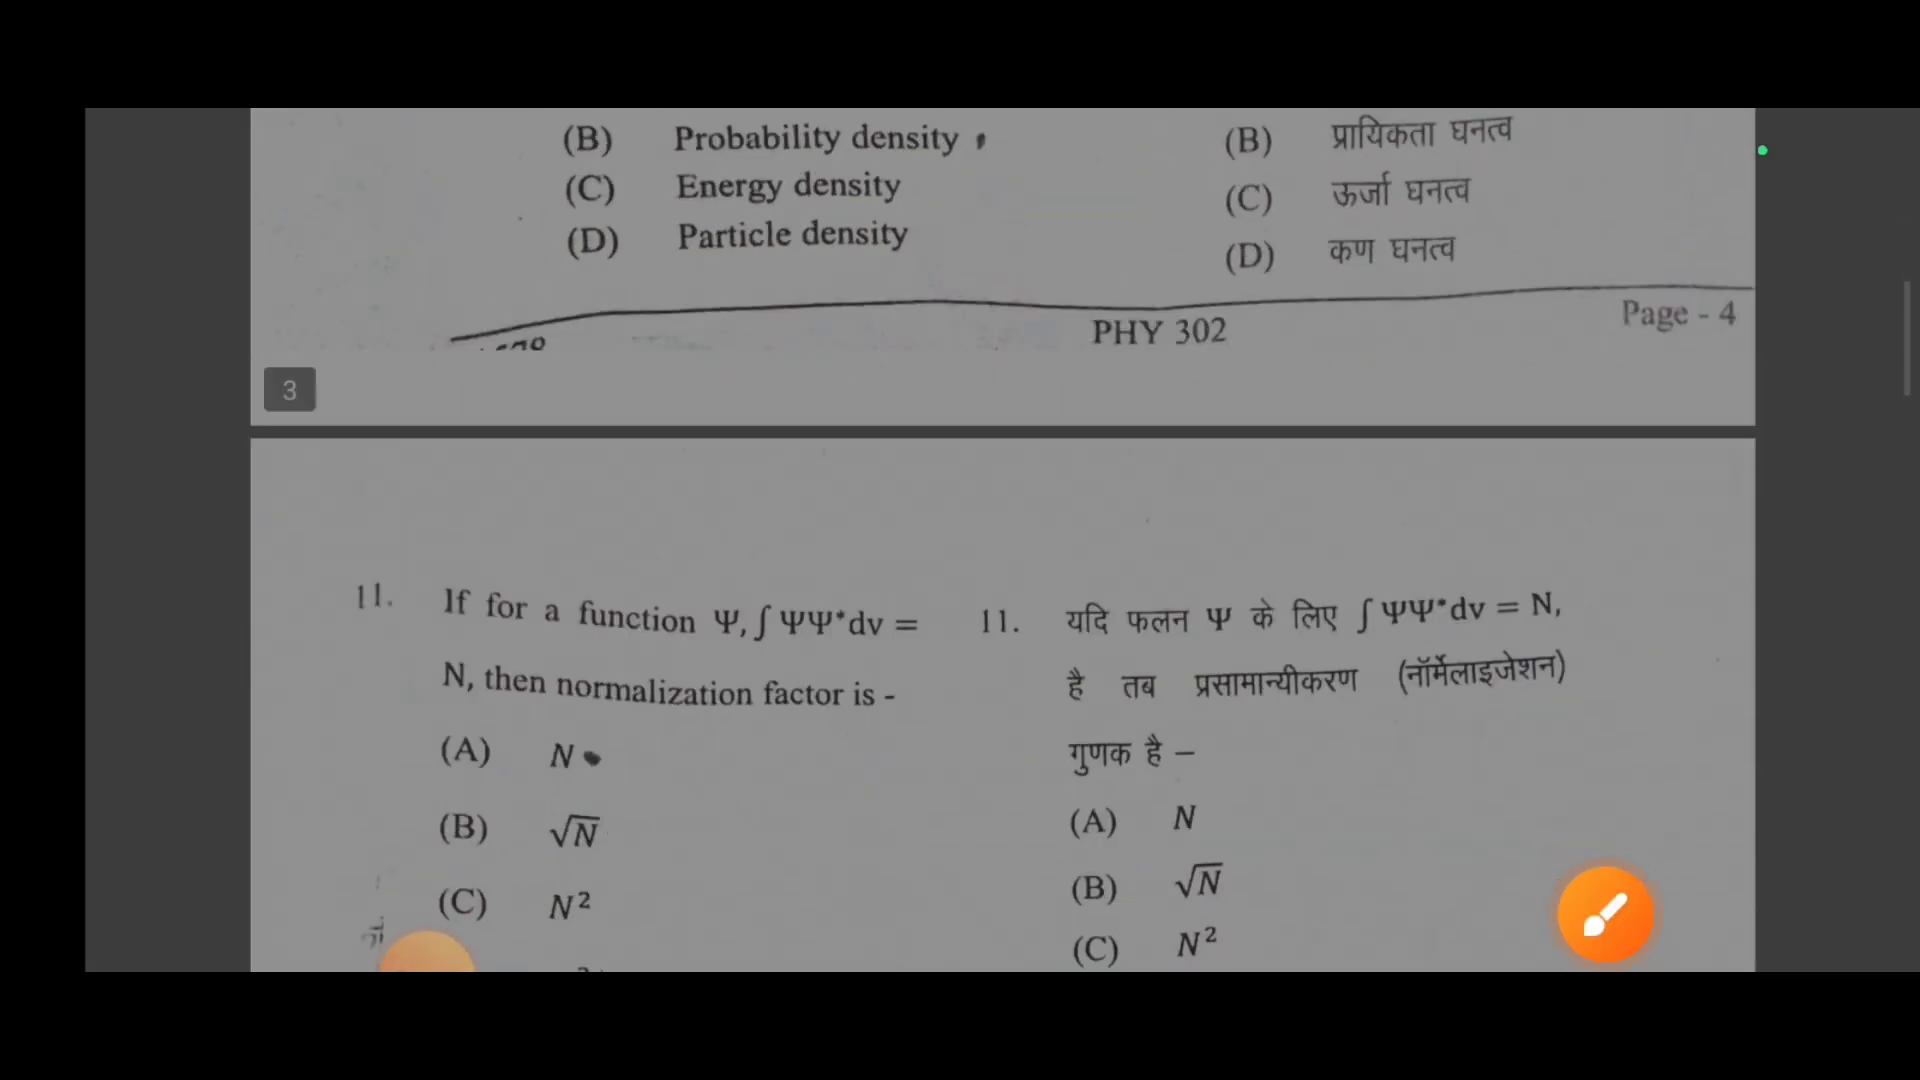 (B) Probability density
(C) Energy density
(D) Particle density
(B) प्रायिकता घनत्व
(C) ऊर्जा घनत्व
(D) कण घनत्व
PHY 302
Page - 4
3
11. If for a function Ψ, ∫ ΨΨ*dv =
N, then normalization factor is -
(A) N
(B) √N
(C) N²
11. यदि फलन Ψ के लिए ∫ ΨΨ*dv = N,
है तब प्रसामान्यीकरण (नॉर्मेलाइजेशन)
गुणक है –
(A) N
(B) √N
(C) N²